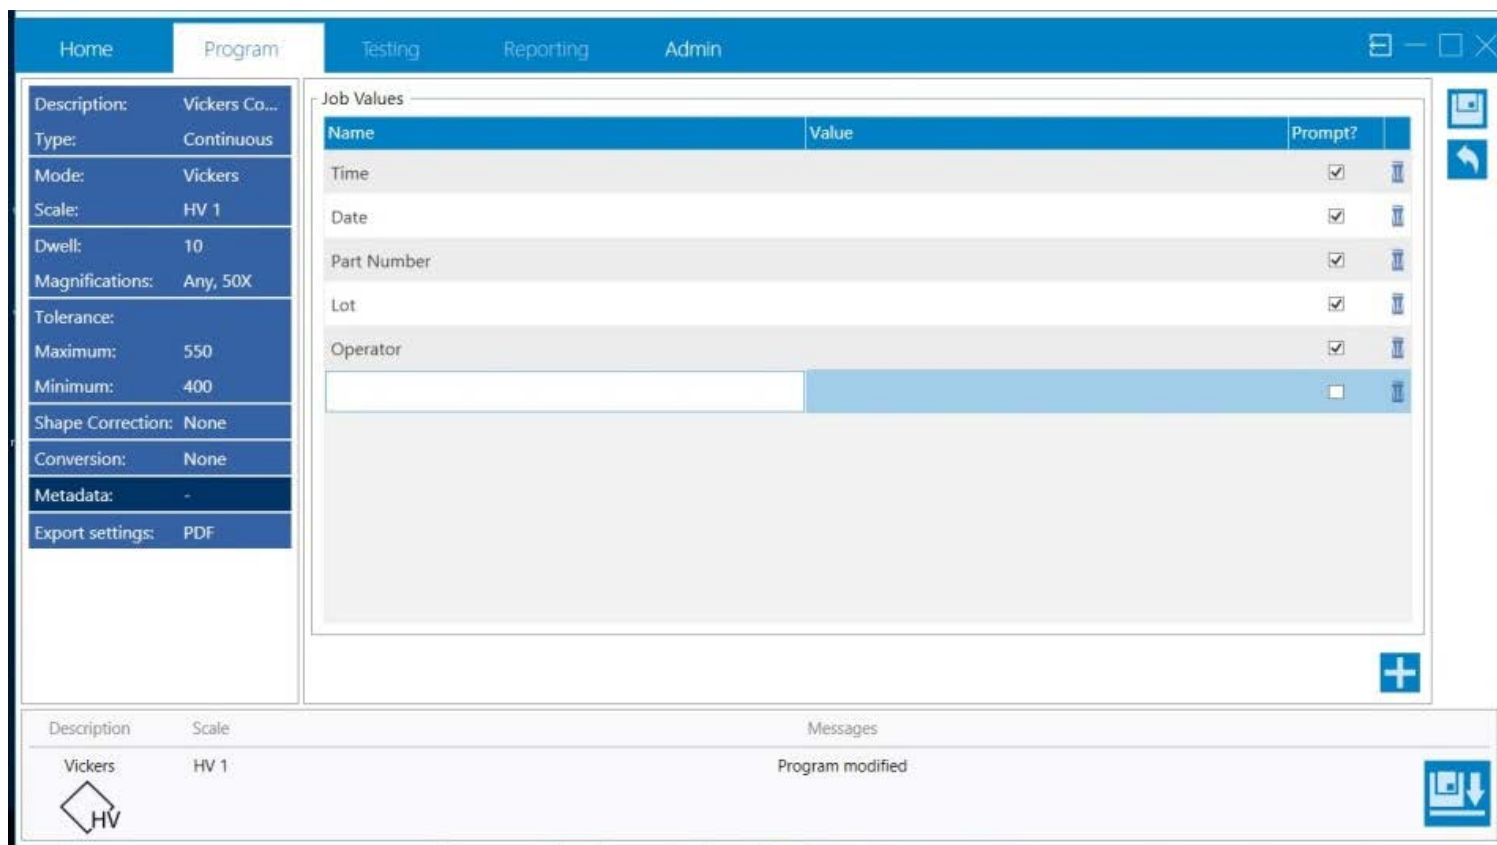 Home Program Testing Reporting Admin
Description: Vickers Co...
Type: Continuous
Mode: Vickers
Scale: HV 1
Dwell: 10
Magnifications: Any, 50X
Tolerance:
Maximum: 550
Minimum: 400
Shape Correction: None
Conversion: None
Metadata: -
Export settings: PDF
Job Values
Name Value Prompt?
Time
Date
Part Number
Lot
Operator
Description Scale Messages
Vickers HV 1 Program modified
HV